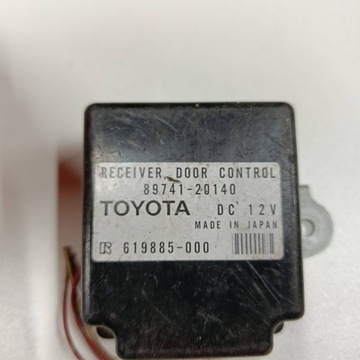 RECEIVER, DOOR CONTROL
89741-20140
TOYOTA DC 12V
MADE IN JAPAN
619885-000